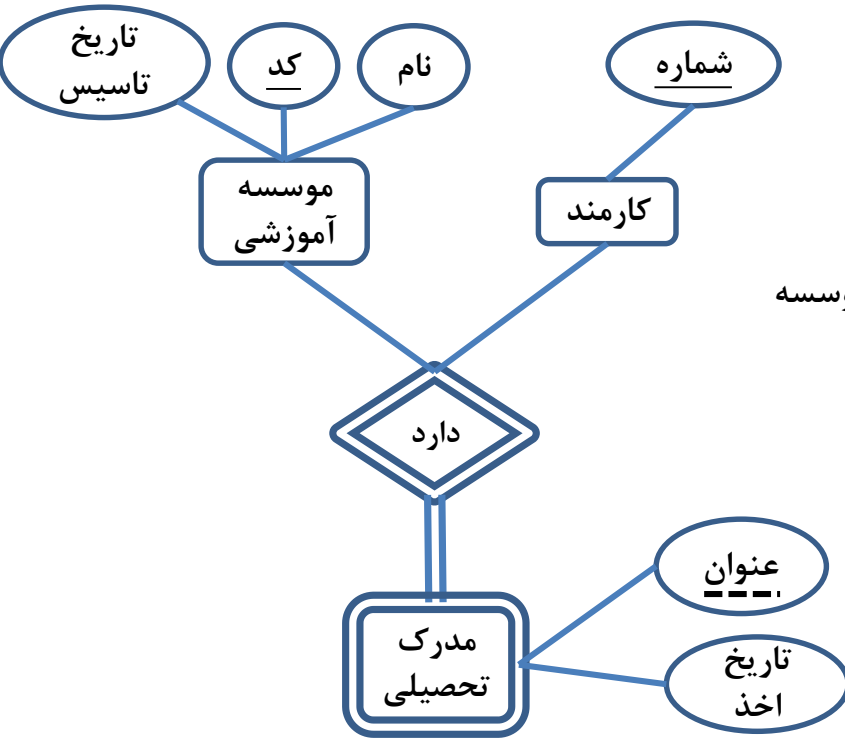 شماره
نام
کد
تاریخ
تاسیس
کارمند
موسسه
آموزشی
دارد
عنوان
مدرک
تحصیلی
تاریخ
اخذ